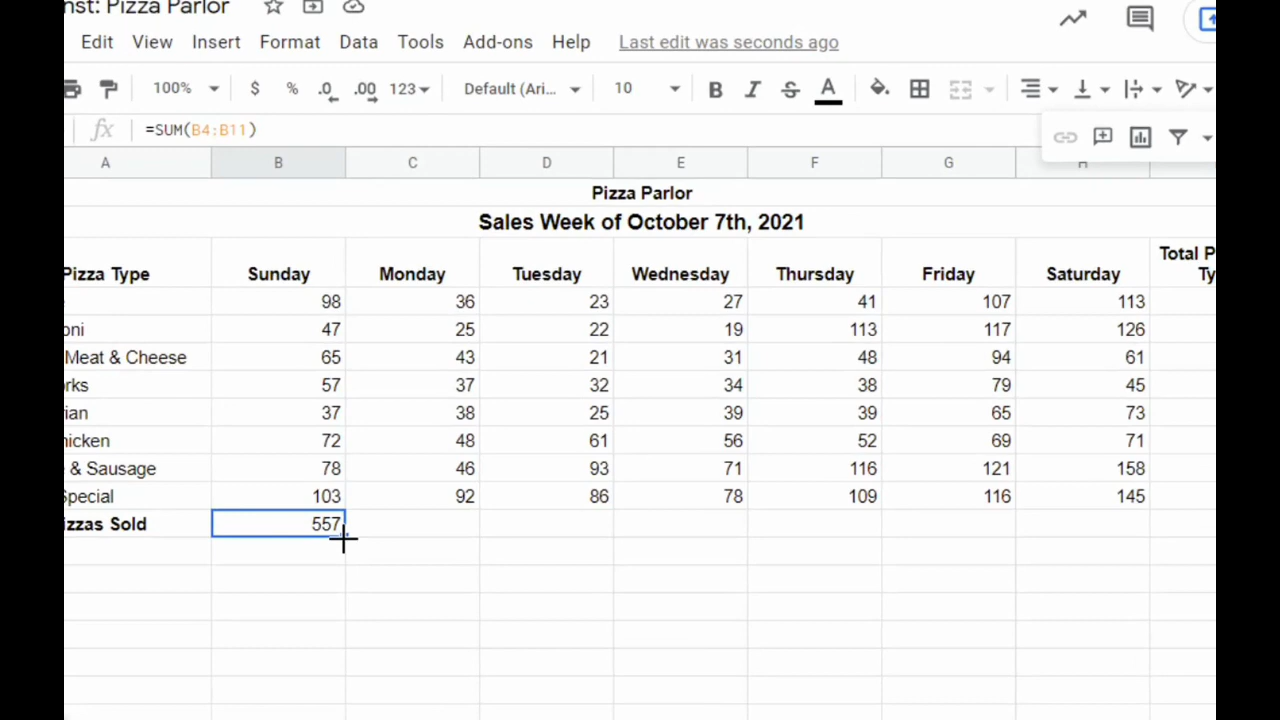 nst: Pizza Parlor
Edit View Insert Format Data Tools Add-ons Help Last edit was seconds ago
100% $ % .0 .00 123 Default (Ari... 10 B I S A
fx =SUM(B4:B11)
A B C D E F G H
Pizza Parlor
Sales Week of October 7th, 2021
Pizza Type Sunday Monday Tuesday Wednesday Thursday Friday Saturday Total P
Ty
98 36 23 27 41 107 113
oni 47 25 22 19 113 117 126
Meat & Cheese 65 43 21 31 48 94 61
rks 57 37 32 34 38 79 45
rian 37 38 25 39 39 65 73
hicken 72 48 61 56 52 69 71
& Sausage 78 46 93 71 116 121 158
Special 103 92 86 78 109 116 145
izzas Sold 557